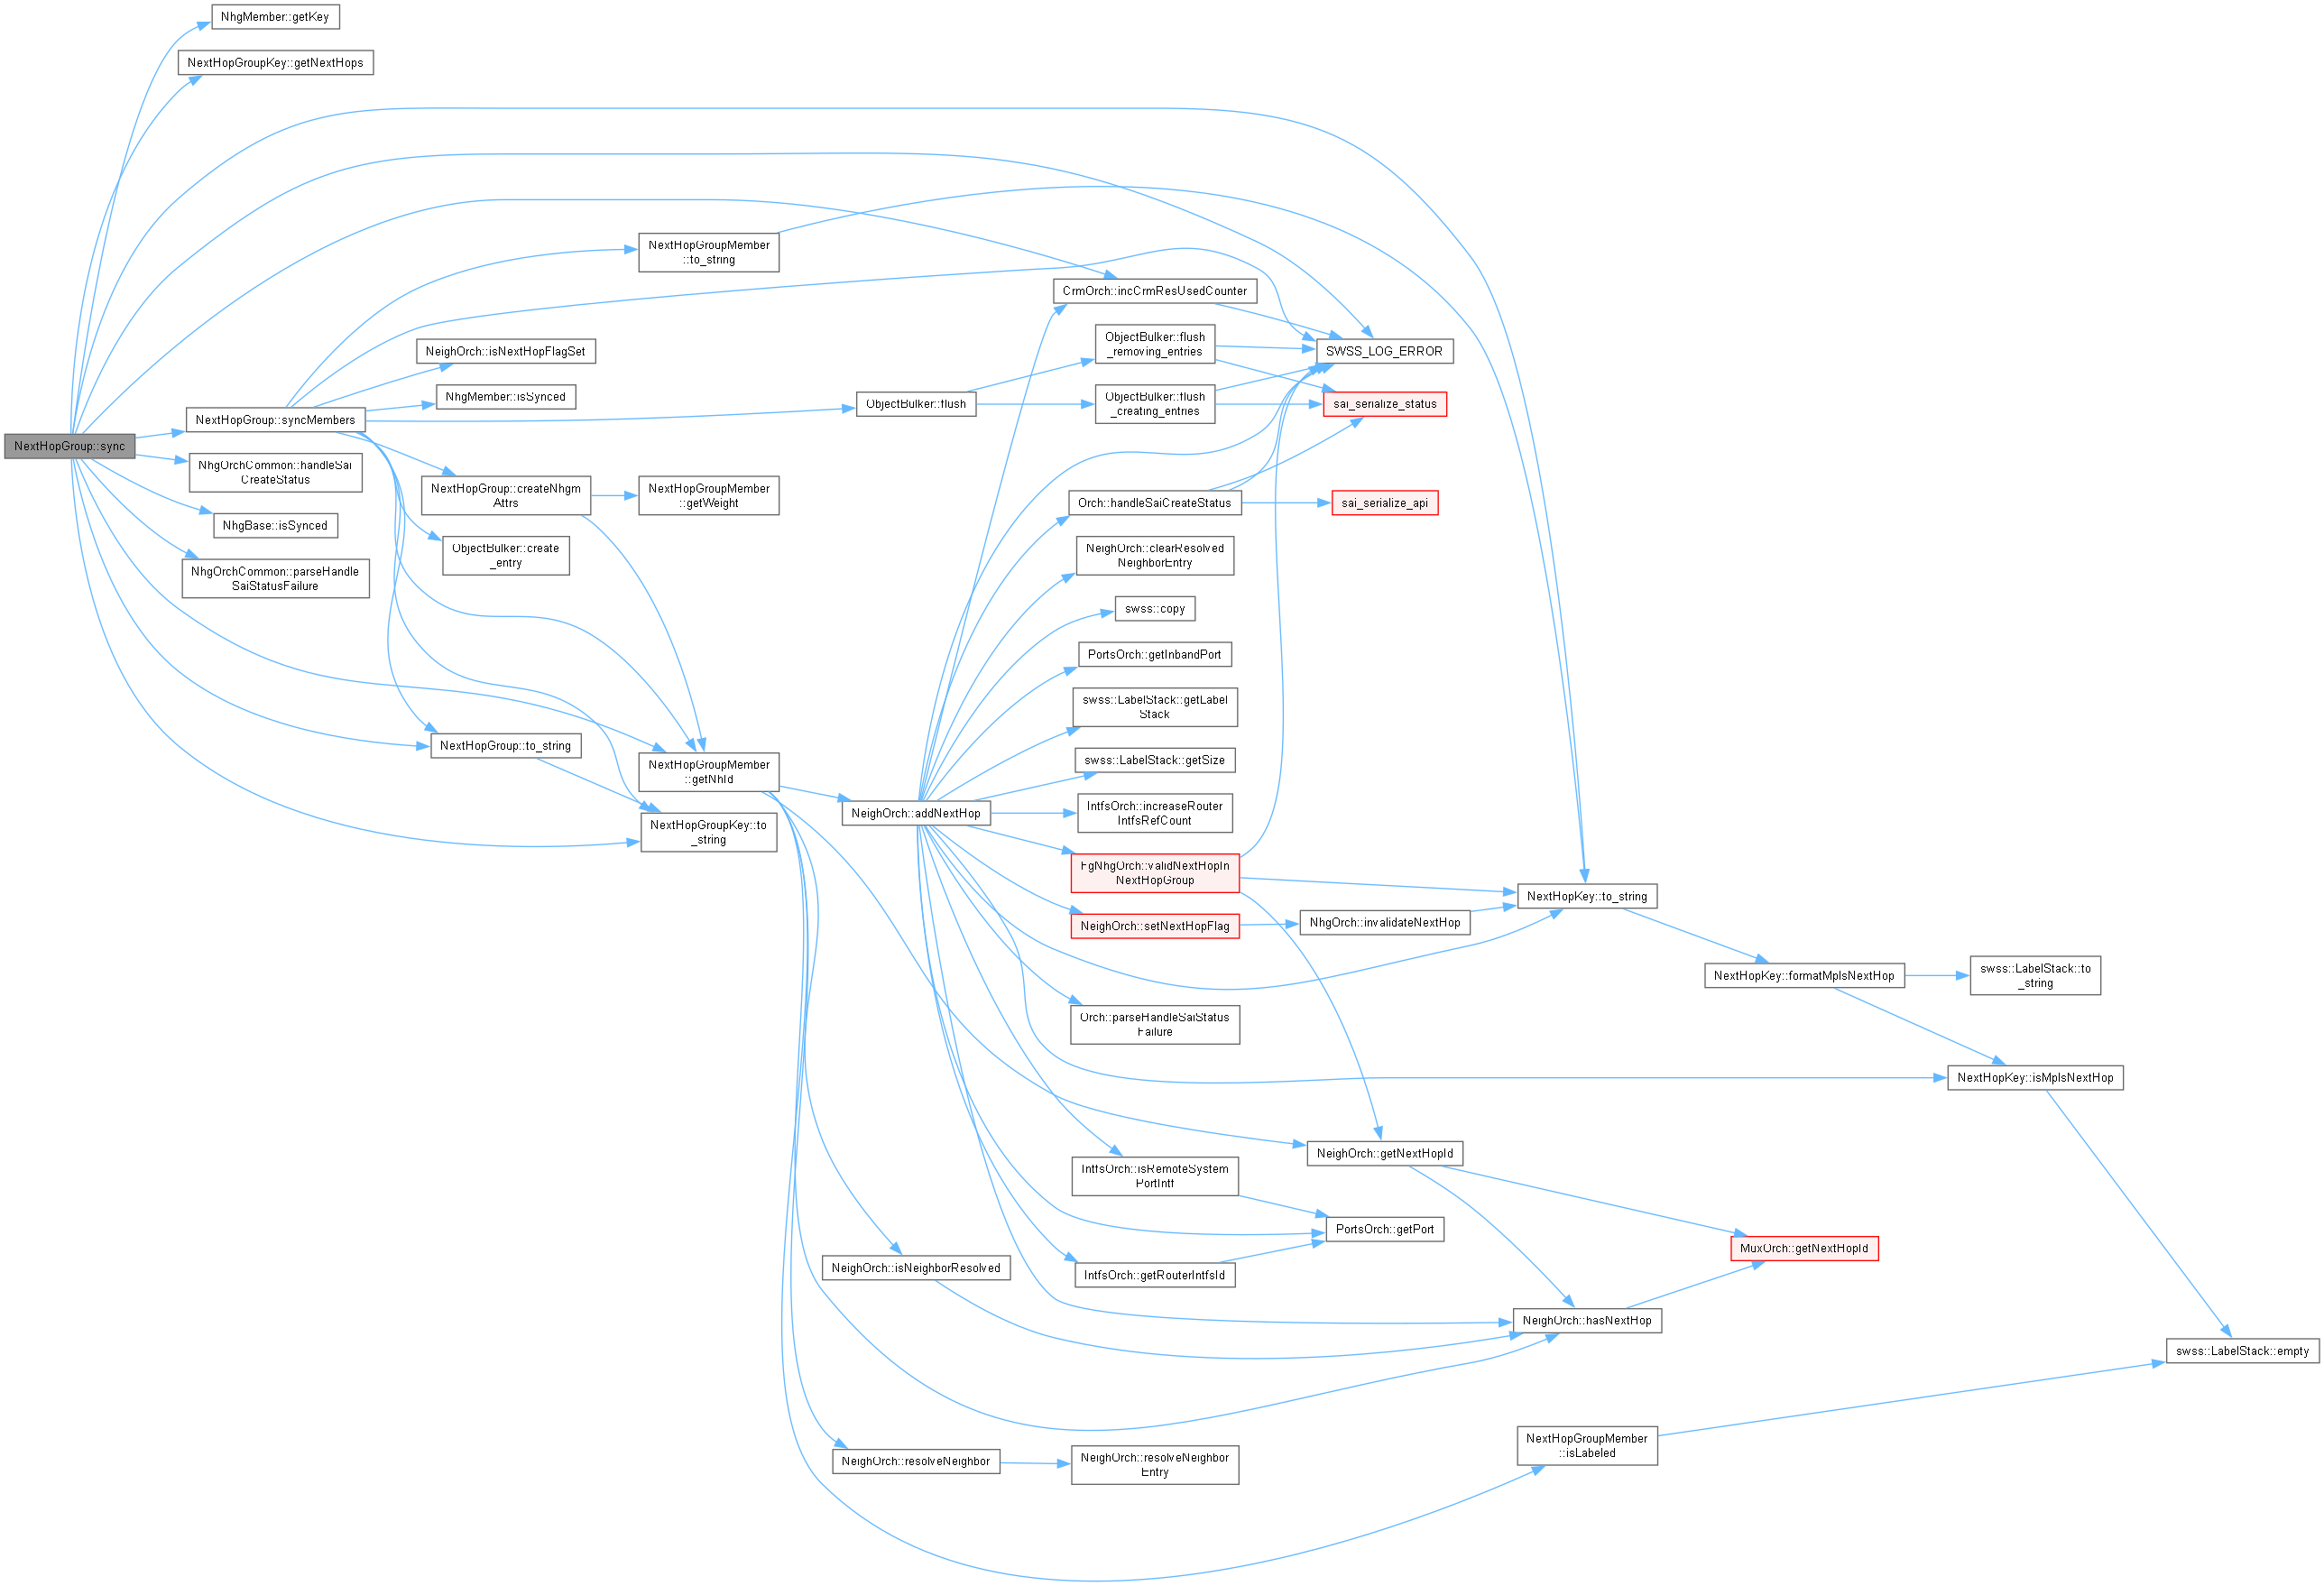 NhgMember::getKey
NextHopGroupKey::getNextHops
NextHopGroupMember
::to_string
CrmOrch::incCrmResUsedCounter
NeighOrch::isNextHopFlagSet
ObjectBulker::flush
_removing_entries
SWSS_LOG_ERROR
NhgMember::isSynced
ObjectBulker::flush
ObjectBulker::flush
_creating_entries
sai_serialize_status
NextHopGroup::syncMembers
NextHopGroup::sync
NhgOrchCommon::handleSai
CreateStatus
NextHopGroup::createNhgm
Attrs
NextHopGroupMember
::getWeight
Orch::handleSaiCreateStatus
sai_serialize_api
NhgBase::isSynced
ObjectBulker::create
_entry
NeighOrch::clearResolved
NeighborEntry
NhgOrchCommon::parseHandle
SaiStatusFailure
swss::copy
PortsOrch::getInbandPort
swss::LabelStack::getLabel
Stack
NextHopGroup::to_string
swss::LabelStack::getSize
NextHopGroupMember
::getNhId
NeighOrch::addNextHop
IntfsOrch::increaseRouter
IntfsRefCount
NextHopGroupKey::to
_string
FgNhgOrch::validNextHopIn
NextHopGroup
NextHopKey::to_string
NeighOrch::setNextHopFlag
NhgOrch::invalidateNextHop
NextHopKey::formatMplsNextHop
swss::LabelStack::to
_string
Orch::parseHandleSaiStatus
Failure
NextHopKey::isMplsNextHop
NeighOrch::getNextHopId
IntfsOrch::isRemoteSystem
PortIntf
PortsOrch::getPort
MuxOrch::getNextHopId
NeighOrch::isNeighborResolved
IntfsOrch::getRouterIntfsId
NeighOrch::hasNextHop
swss::LabelStack::empty
NextHopGroupMember
::isLabeled
NeighOrch::resolveNeighbor
NeighOrch::resolveNeighbor
Entry